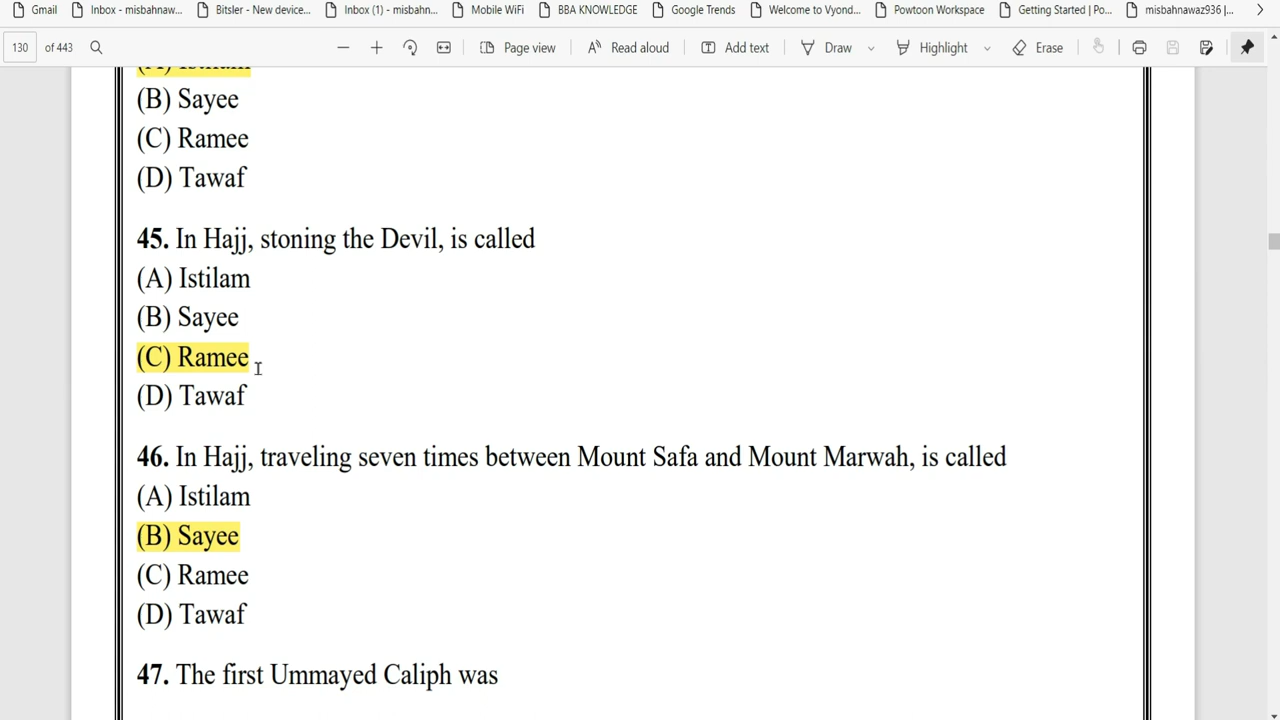 Gmail Inbox - misbahnaw... Bitsler - New device... Inbox (1) - misbahn... Mobile WiFi BBA KNOWLEDGE Google Trends Welcome to Vyond... Powtoon Workspace Getting Started | Po... misbahnawaz936 |...
130 of 443 Page view Read aloud Add text Draw Highlight Erase
(A) Istilam
(B) Sayee
(C) Ramee
(D) Tawaf
45. In Hajj, stoning the Devil, is called
(A) Istilam
(B) Sayee
(C) Ramee
(D) Tawaf
46. In Hajj, traveling seven times between Mount Safa and Mount Marwah, is called
(A) Istilam
(B) Sayee
(C) Ramee
(D) Tawaf
47. The first Ummayed Caliph was